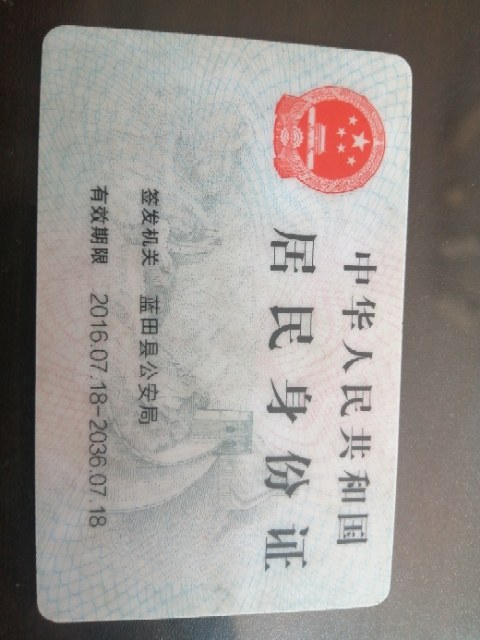 中华人民共和国
居民身份证
签发机关 蓝田县公安局
有效期限 2016.07.18-2036.07.18